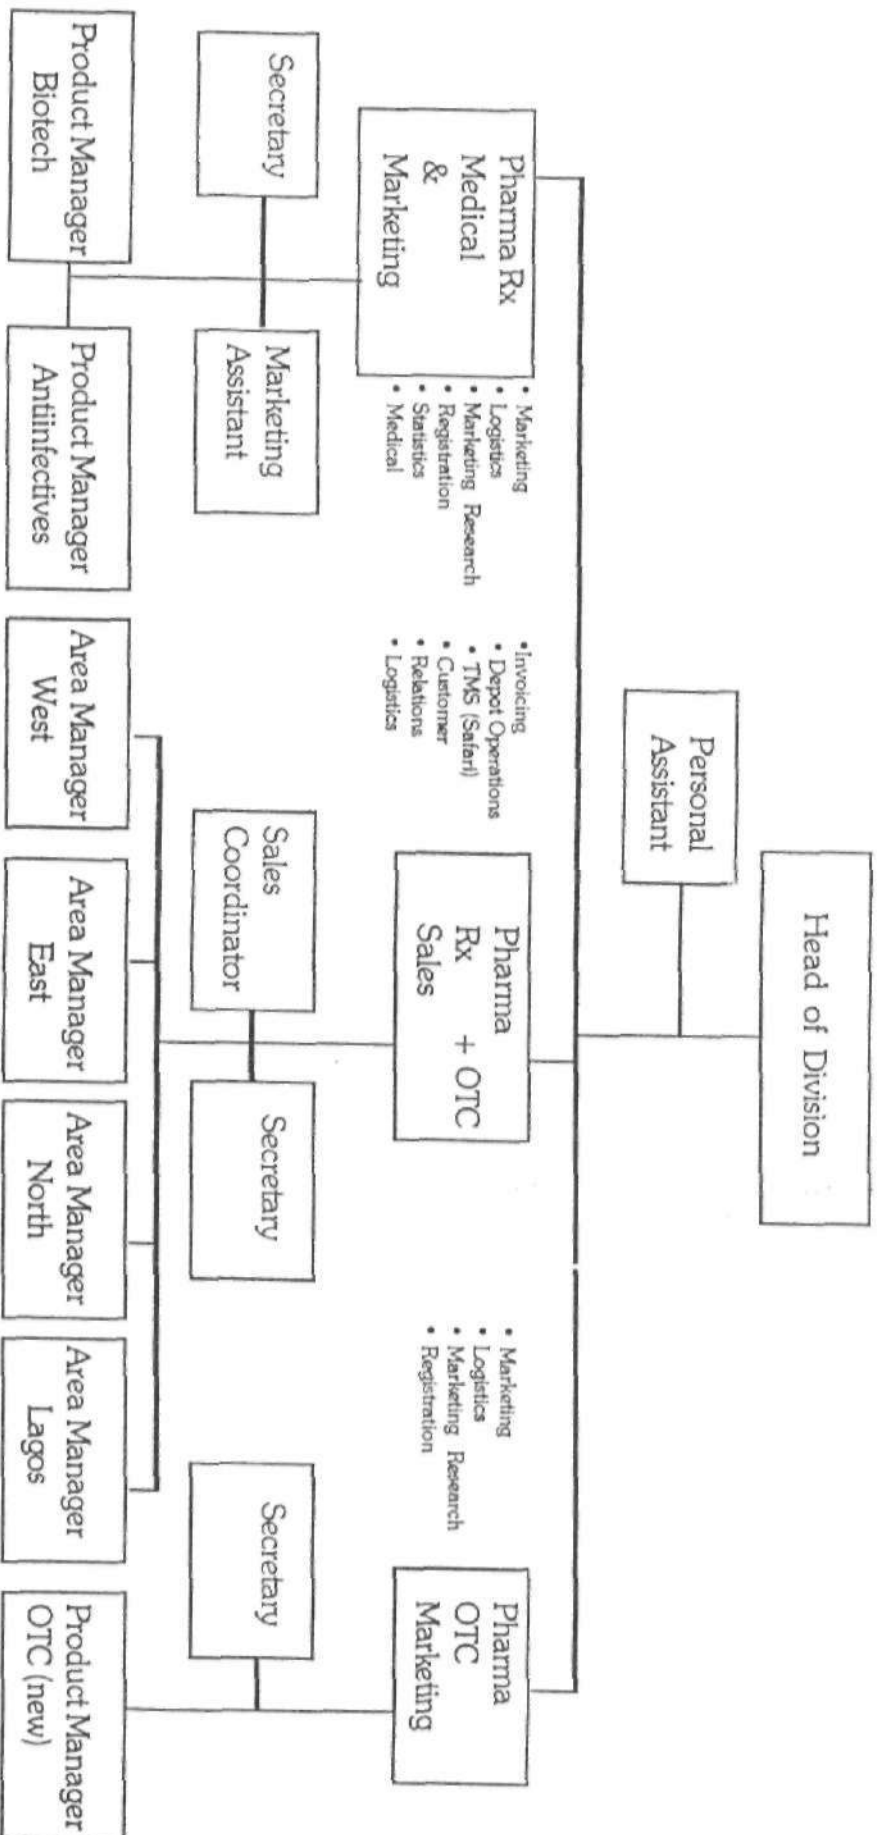 Head of Division
Personal
Assistant
Pharma Rx
Medical
&
Marketing
• Marketing
• Logistics
• Marketing Research
• Registration
• Statistics
• Medical
•Invoicing
• Depot Operations
• TMS (Safari)
• Customer
• Relations
• Logistics
Pharma
Rx + OTC
Sales
• Marketing
• Logistics
• Marketing Research
• Registration
Pharma
OTC
Marketing
Secretary
Marketing
Assistant
Sales
Coordinator
Secretary
Secretary
Product Manager
Biotech
Product Manager
Antiinfectives
Area Manager
West
Area Manager
East
Area Manager
North
Area Manager
Lagos
Product Manager
OTC (new)